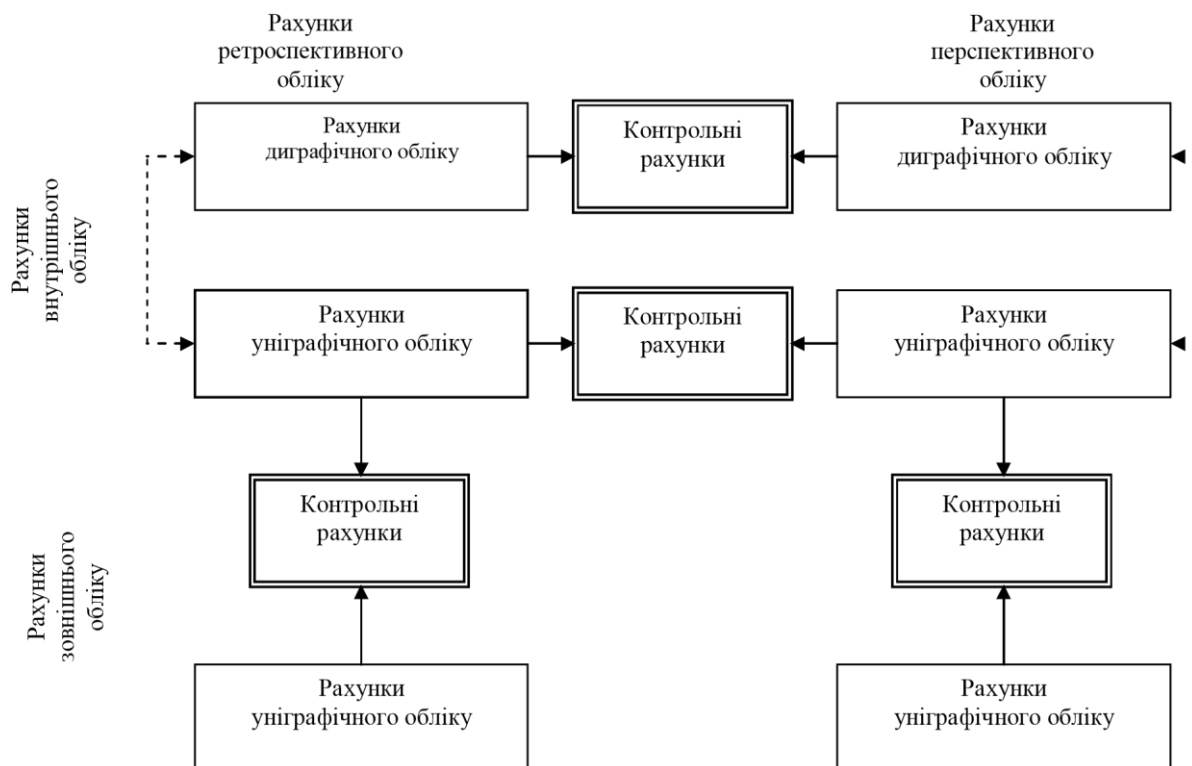 Рахунки
ретроспективного
обліку
Рахунки
перспективного
обліку
Рахунки
внутрішнього
обліку
Рахунки
диграфічного обліку
Контрольні
рахунки
Рахунки
диграфічного обліку
Рахунки
уніграфічного обліку
Контрольні
рахунки
Рахунки
уніграфічного обліку
Рахунки
зовнішнього
обліку
Контрольні
рахунки
Контрольні
рахунки
Рахунки
уніграфічного обліку
Рахунки
уніграфічного обліку